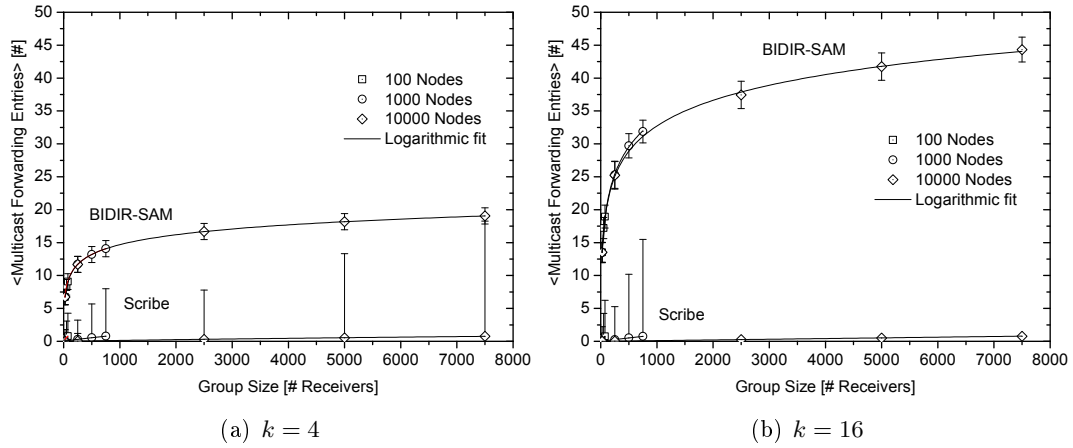 50
45
40
35
30
25
20
15
10
5
0
<Multicast Forwarding Entries> [#]
100 Nodes
1000 Nodes
10000 Nodes
Logarithmic fit
BIDIR-SAM
Scribe
0 1000 2000 3000 4000 5000 6000 7000 8000
Group Size [# Receivers]
(a) k = 4
50
45
40
35
30
25
20
15
10
5
0
<Multicast Forwarding Entries> [#]
BIDIR-SAM
100 Nodes
1000 Nodes
10000 Nodes
Logarithmic fit
Scribe
0 1000 2000 3000 4000 5000 6000 7000 8000
Group Size [# Receivers]
(b) k = 16